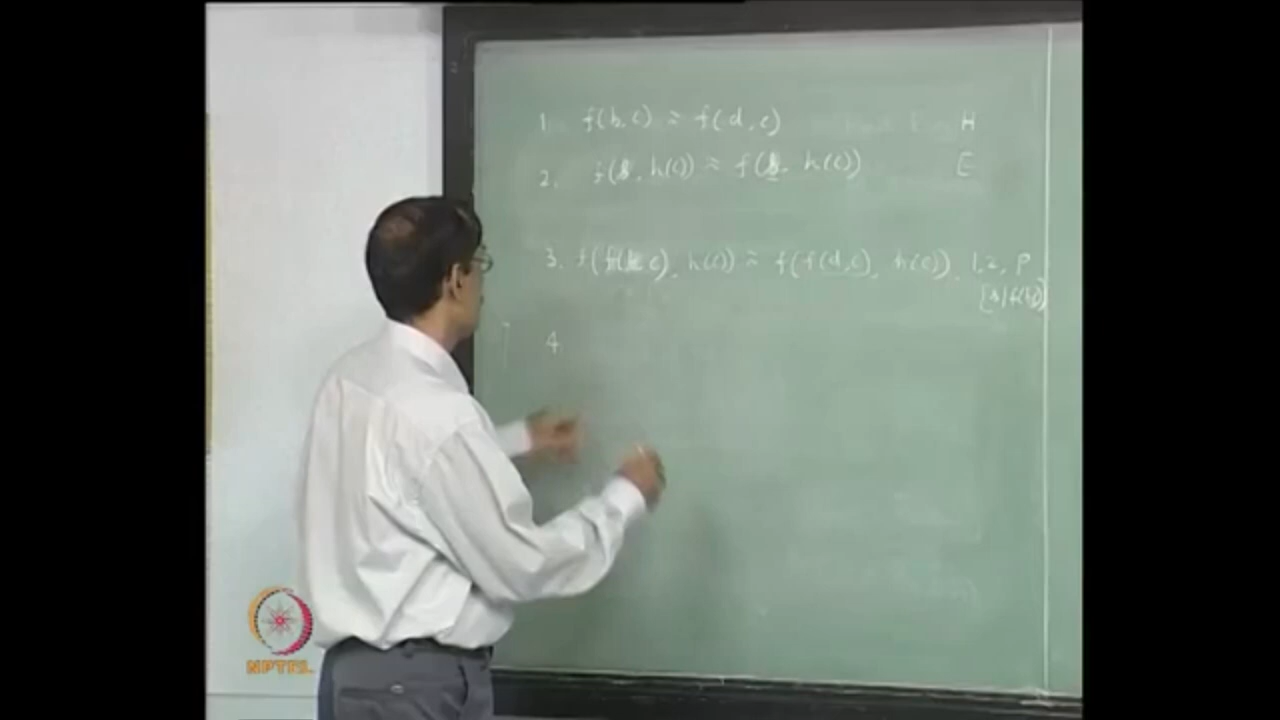 1. f(b, c) ≈ f(d, c) H
2. f(, h(c)) ≈ f(, h(c)) E
3. f(f(b, c), h(c)) ≈ f(f(d, c), h(c)), 1, 2, P
4.
NPTEL